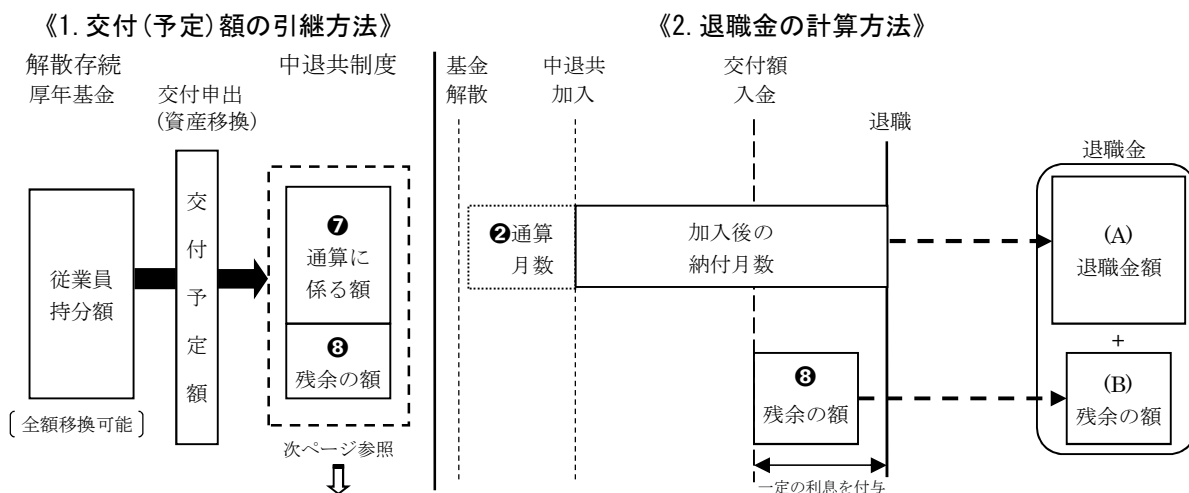 《1. 交付(予定)額の引継方法》
解散存続
厚年基金
交付申出
(資産移換)
中退共制度
従業員
持分額
〔全額移換可能〕
交付予定額
❼
通算に
係る額
❽
残余の額
次ページ参照
《2. 退職金の計算方法》
基金
解散
中退共
加入
交付額
入金
退職
❷通算
月数
加入後の
納付月数
❽
残余の額
一定の利息を付与
退職金
(A)
退職金額
+
(B)
残余の額